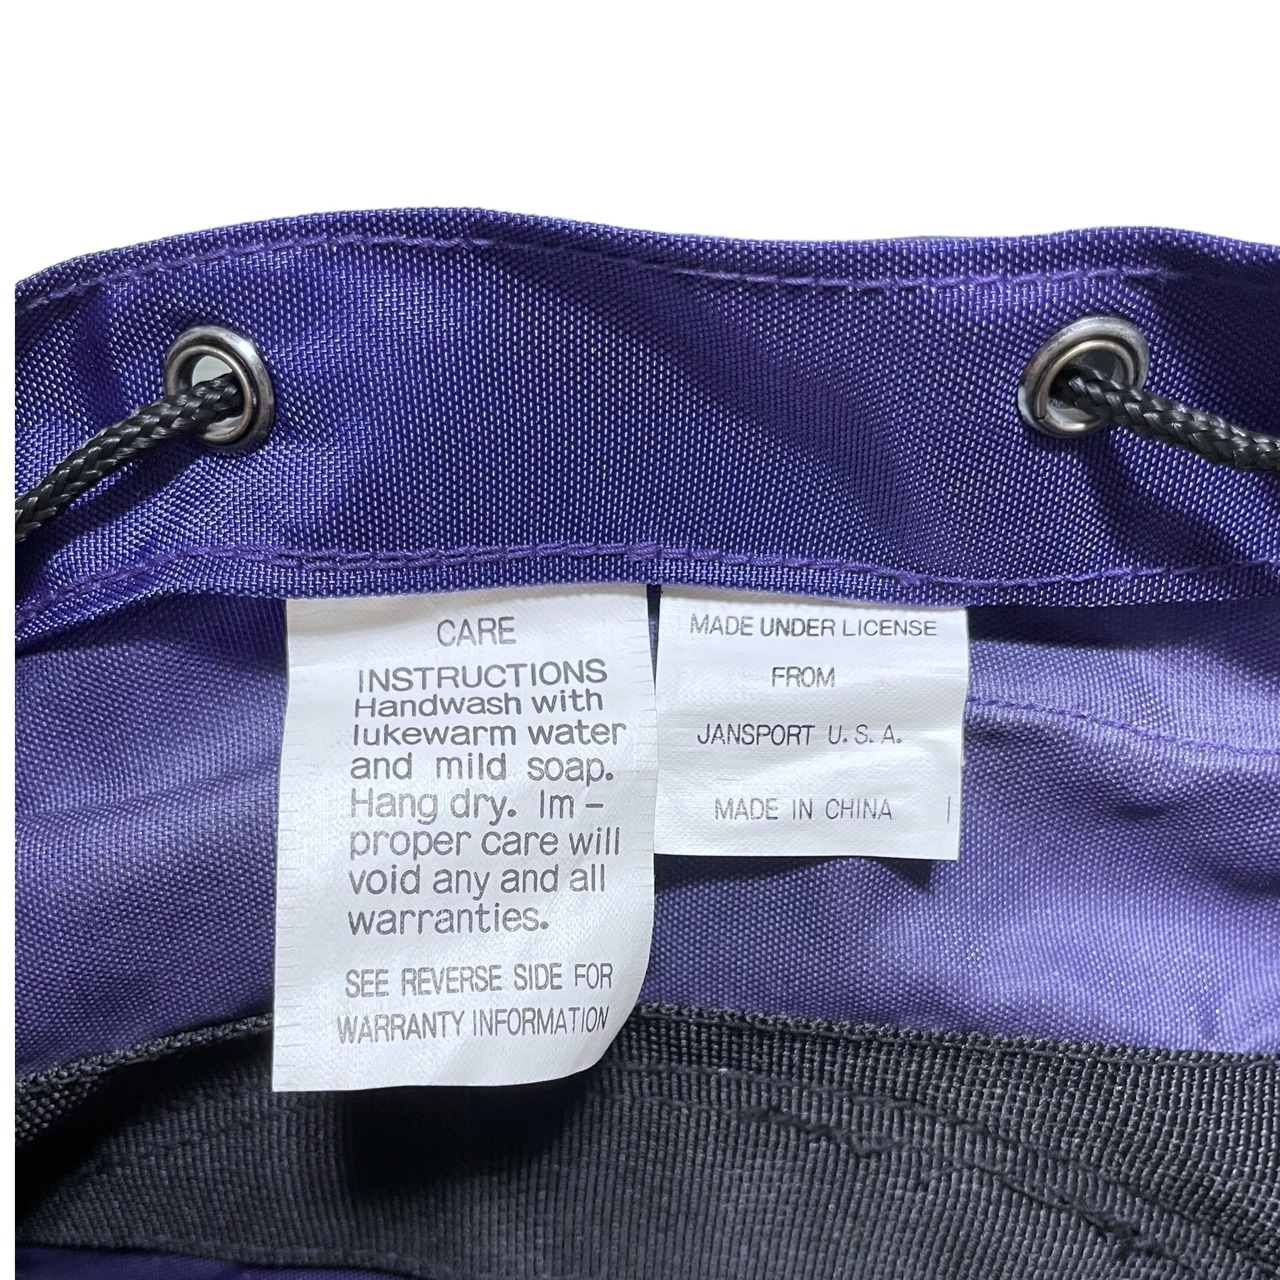 CARE
INSTRUCTIONS
Handwash with
lukewarm water
and mild soap.
Hang dry. Im –
proper care will
void any and all
warranties.
SEE REVERSE SIDE FOR
WARRANTY INFORMATION
MADE UNDER LICENSE
FROM
JANSPORT U.S.A.
MADE IN CHINA